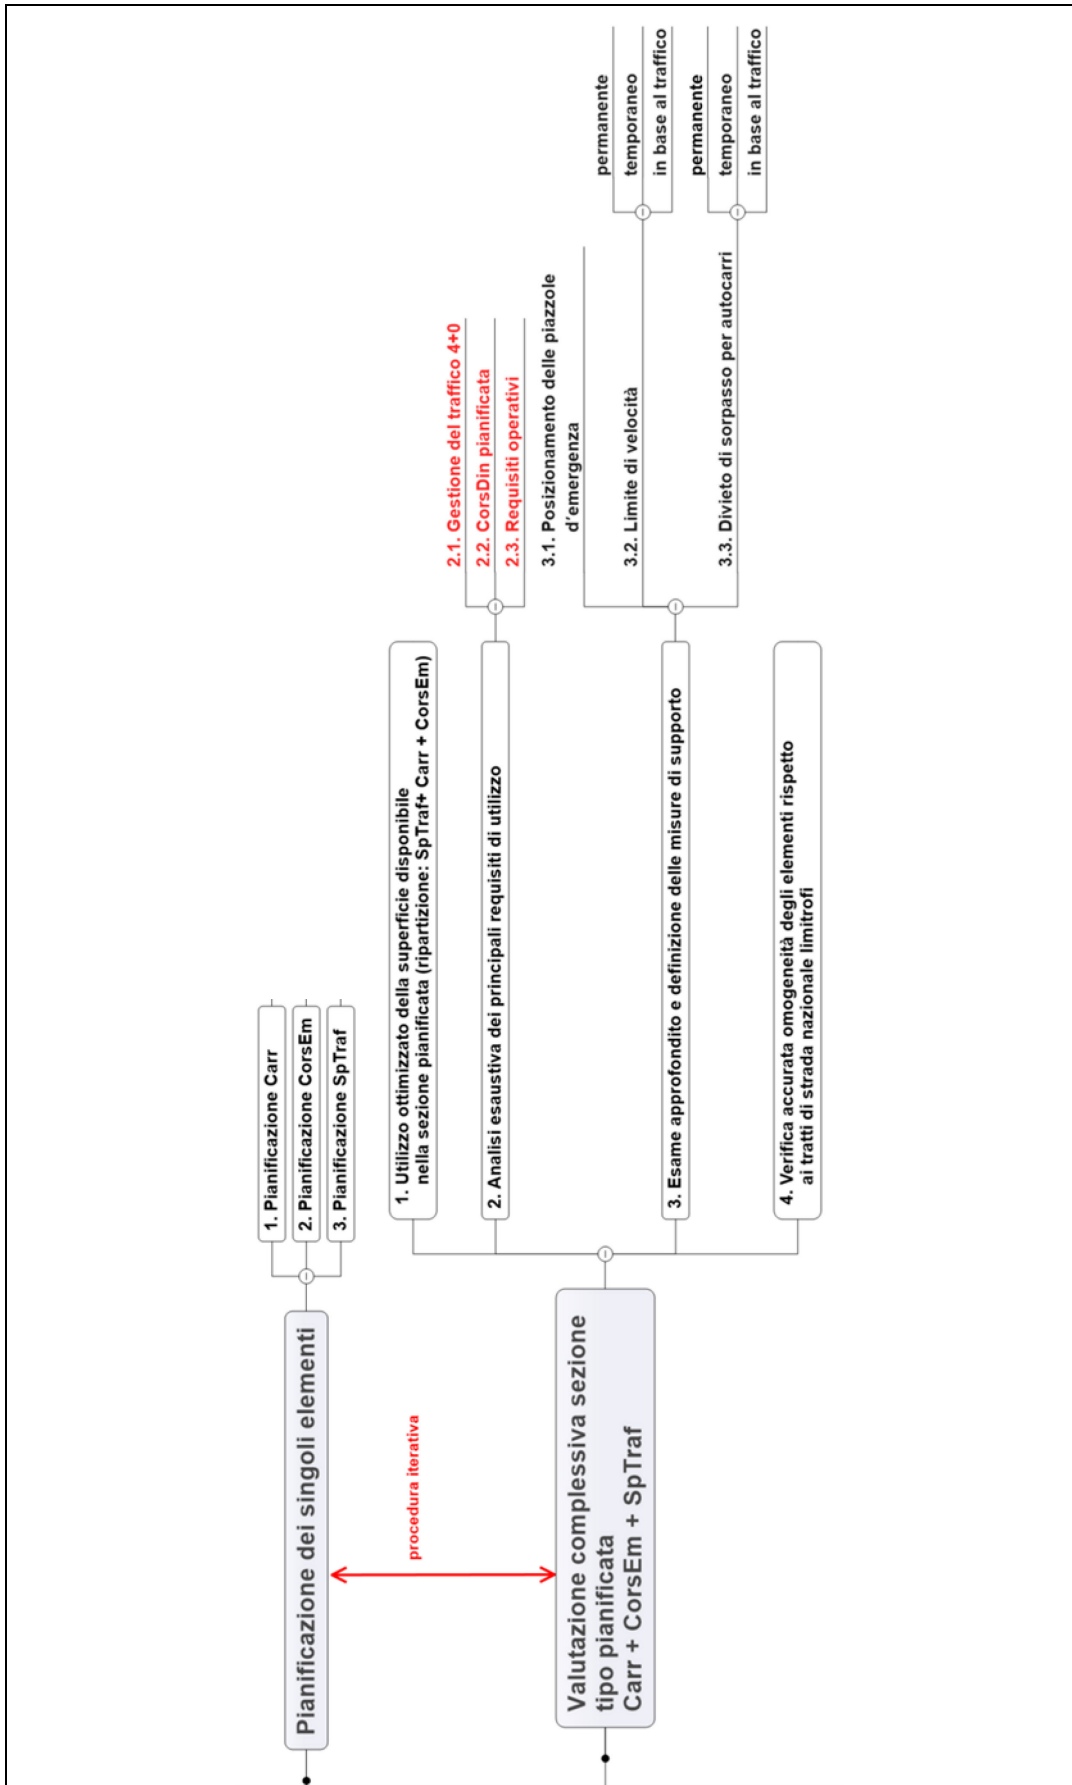 Pianificazione dei singoli elementi
1. Pianificazione Carr
2. Pianificazione CorsEm
3. Pianificazione SpTraf
procedura iterativa
Valutazione complessiva sezione
tipo pianificata
Carr + CorsEm + SpTraf
1. Utilizzo ottimizzato della superficie disponibile
nella sezione pianificata (ripartizione: SpTraf+ Carr + CorsEm)
2. Analisi esaustiva dei principali requisiti di utilizzo
2.1. Gestione del traffico 4+0
2.2. CorsDin pianificata
2.3. Requisiti operativi
3. Esame approfondito e definizione delle misure di supporto
3.1. Posizionamento delle piazzole
d'emergenza
3.2. Limite di velocità
permanente
temporaneo
in base al traffico
3.3. Divieto di sorpasso per autocarri
permanente
temporaneo
in base al traffico
4. Verifica accurata omogeneità degli elementi rispetto
ai tratti di strada nazionale limitrofi